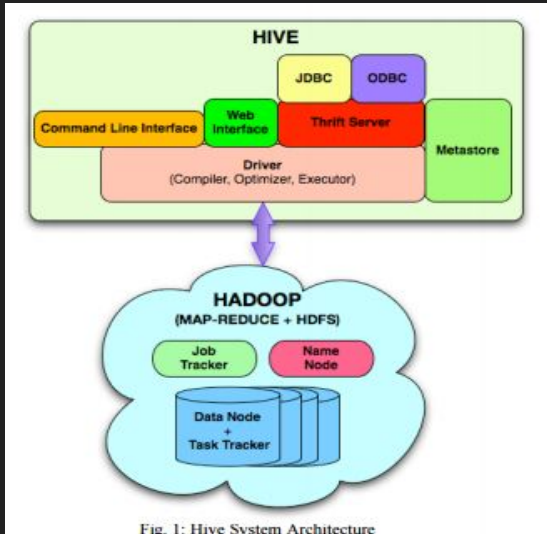 HIVE
JDBC
ODBC
Command Line Interface
Web
Interface
Thrift Server
Metastore
Driver
(Compiler, Optimizer, Executor)
HADOOP
(MAP-REDUCE + HDFS)
Job
Tracker
Name
Node
Data Node
+
Task Tracker
Fig. 1: Hive System Architecture